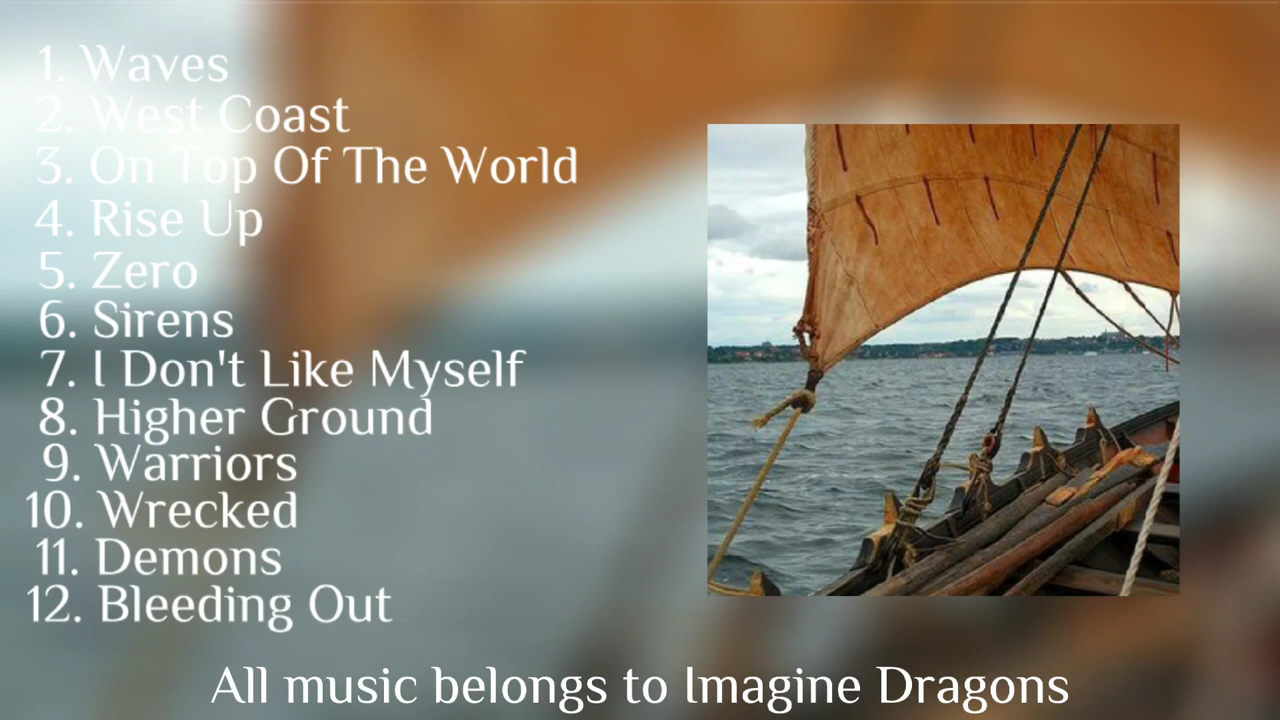 1. Waves
2. West Coast
3. On Top Of The World
4. Rise Up
5. Zero
6. Sirens
7. I Don't Like Myself
8. Higher Ground
9. Warriors
10. Wrecked
11. Demons
12. Bleeding Out
All music belongs to Imagine Dragons